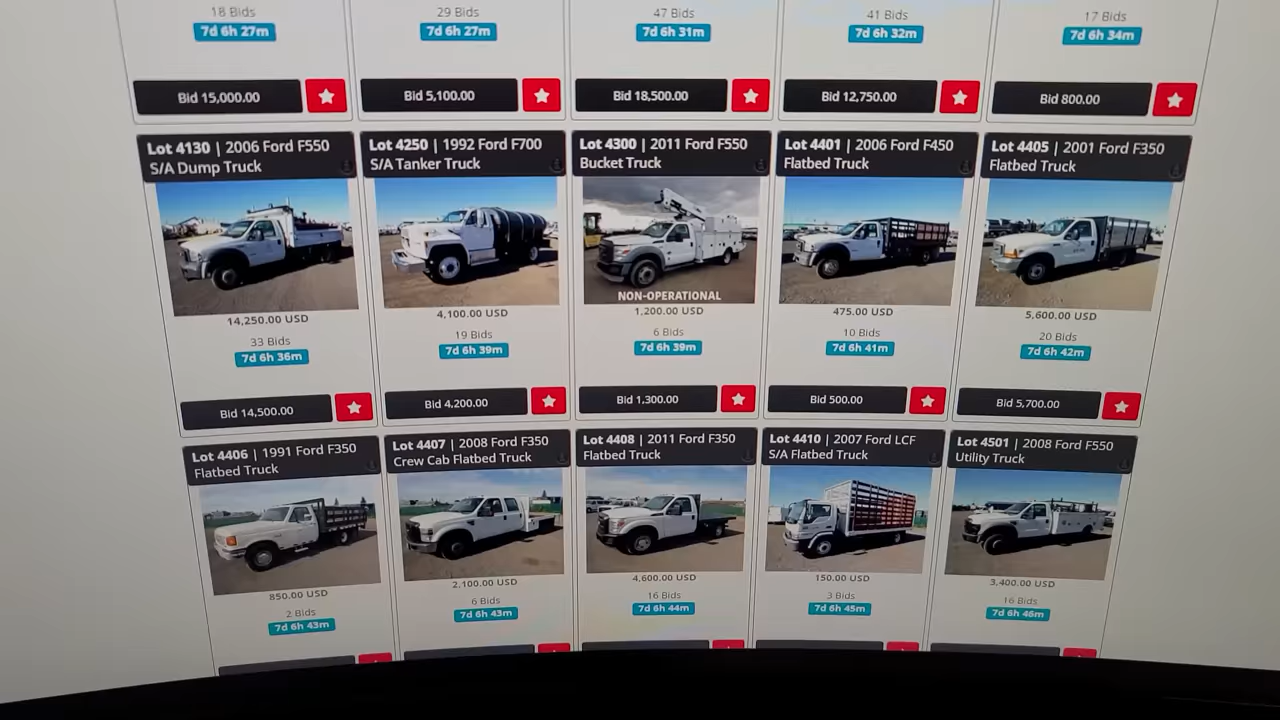 18 Bids
7d 6h 27m
Bid 15,000.00
29 Bids
7d 6h 27m
Bid 5,100.00
47 Bids
7d 6h 31m
Bid 18,500.00
41 Bids
7d 6h 32m
Bid 12,750.00
17 Bids
7d 6h 34m
Bid 800.00
Lot 4130 | 2006 Ford F550
S/A Dump Truck
14,250.00 USD
33 Bids
7d 6h 36m
Bid 14,500.00
Lot 4250 | 1992 Ford F700
S/A Tanker Truck
4,100.00 USD
19 Bids
7d 6h 39m
Bid 4,200.00
Lot 4300 | 2011 Ford F550
Bucket Truck
NON-OPERATIONAL
1,200.00 USD
6 Bids
7d 6h 39m
Bid 1,300.00
Lot 4401 | 2006 Ford F450
Flatbed Truck
475.00 USD
10 Bids
7d 6h 41m
Bid 500.00
Lot 4405 | 2001 Ford F350
Flatbed Truck
5,600.00 USD
20 Bids
7d 6h 42m
Bid 5,700.00
Lot 4406 | 1991 Ford F350
Flatbed Truck
850.00 USD
2 Bids
7d 6h 43m
Lot 4407 | 2008 Ford F350
Crew Cab Flatbed Truck
2,100.00 USD
6 Bids
7d 6h 43m
Lot 4408 | 2011 Ford F350
Flatbed Truck
4,600.00 USD
16 Bids
7d 6h 44m
Lot 4410 | 2007 Ford LCF
S/A Flatbed Truck
150.00 USD
3 Bids
7d 6h 45m
Lot 4501 | 2008 Ford F550
Utility Truck
3,400.00 USD
16 Bids
7d 6h 46m